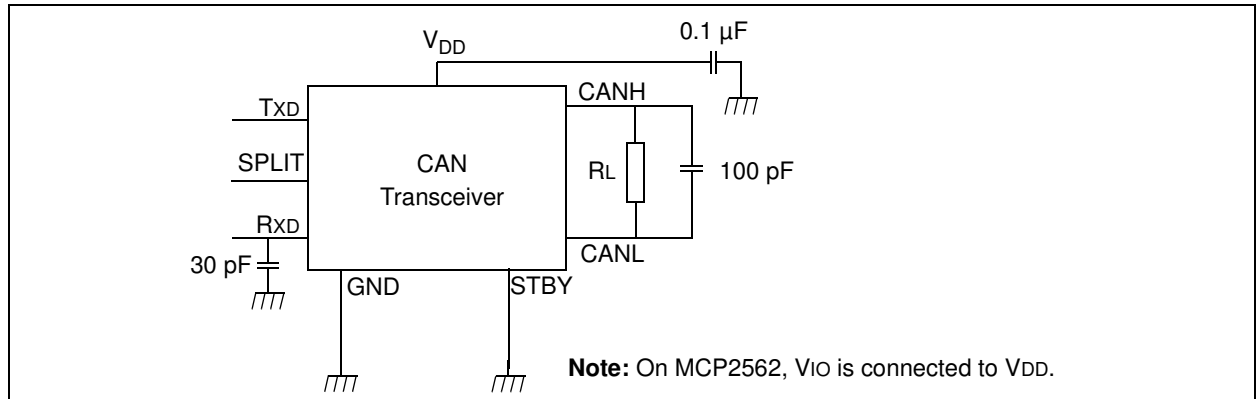 0.1 µF
VDD
CANH
TXD
SPLIT
CAN
Transceiver
RL
100 pF
RXD
CANL
30 pF
GND
STBY
Note: On MCP2562, VIO is connected to VDD.